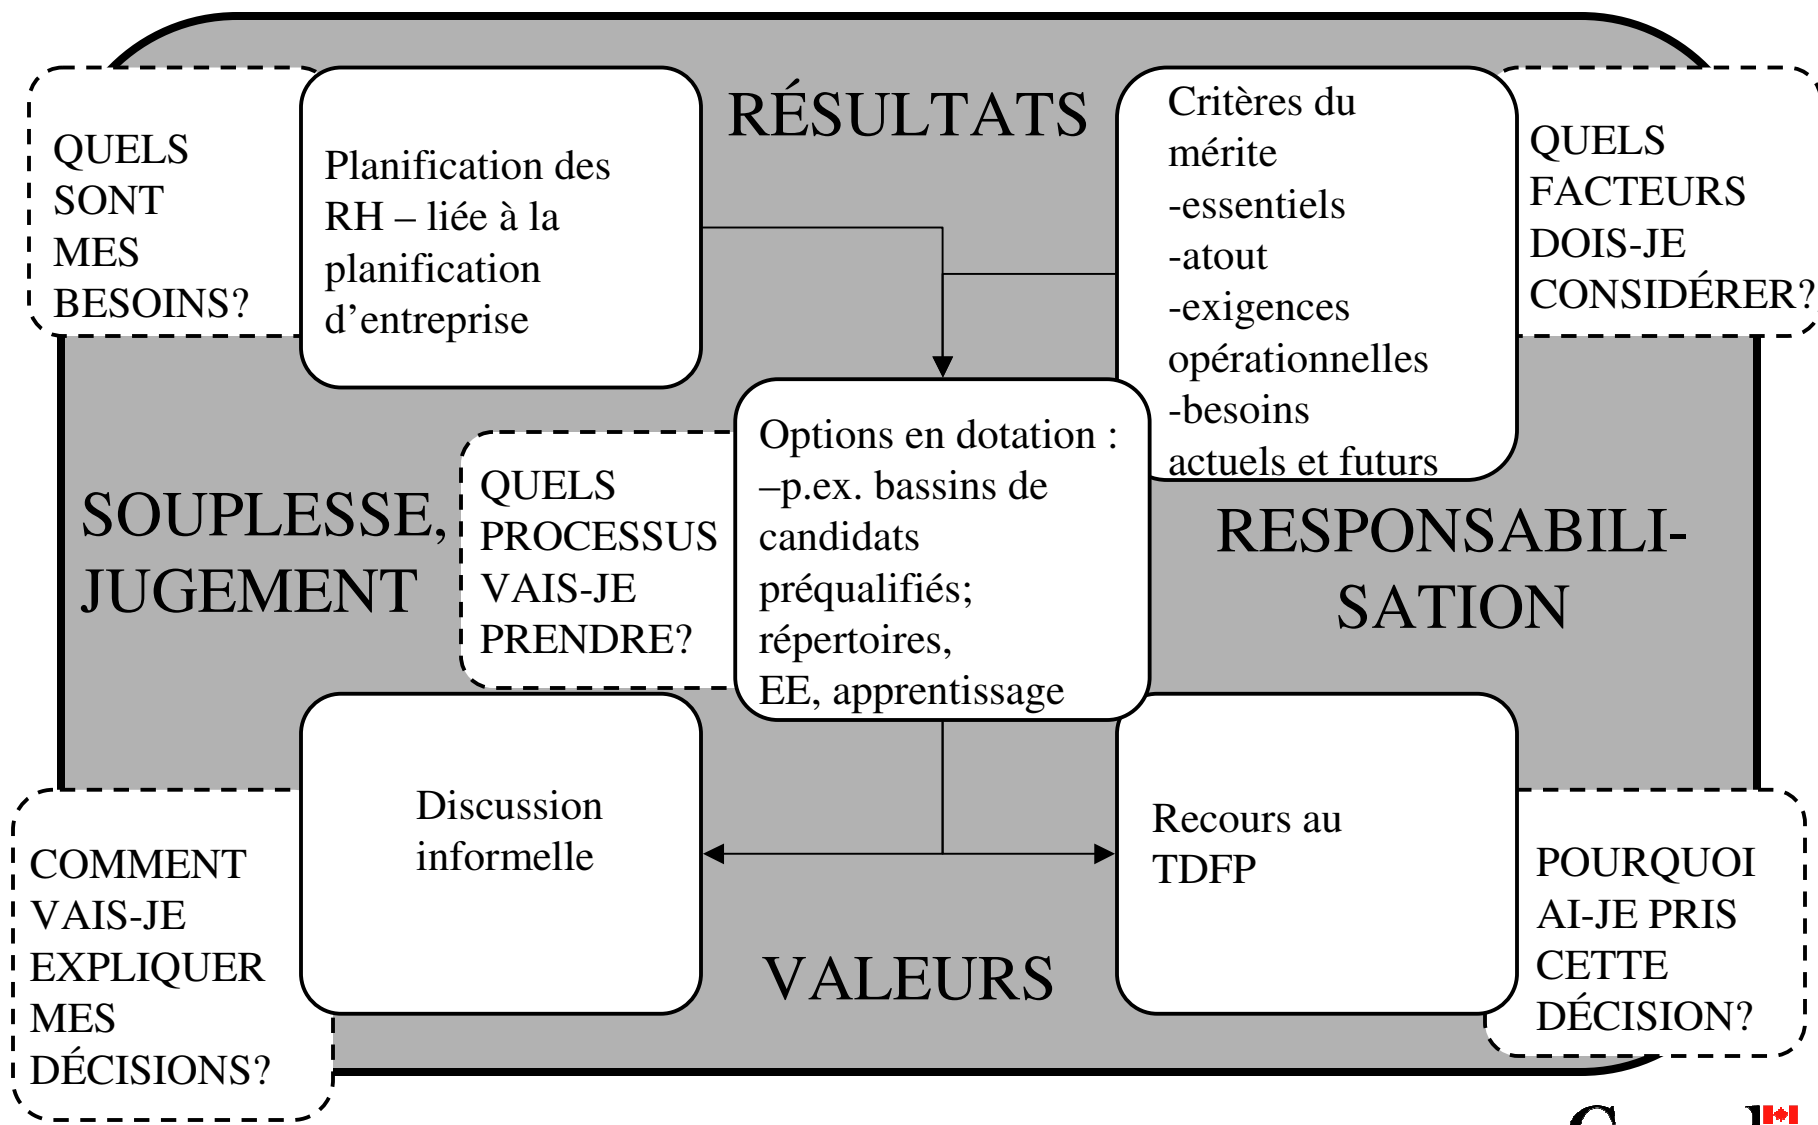 RÉSULTATS
QUELS
SONT
MES
BESOINS?
Planification des
RH – liée à la
planification
d’entreprise
Critères du
mérite
-essentiels
-atout
-exigences
opérationnelles
-besoins
actuels et futurs
QUELS
FACTEURS
DOIS-JE
CONSIDÉRER?
SOUPLESSE,
JUGEMENT
QUELS
PROCESSUS
VAIS-JE
PRENDRE?
Options en dotation :
–p.ex. bassins de
candidats
préqualifiés;
répertoires,
EE, apprentissage
RESPONSABILI-
SATION
COMMENT
VAIS-JE
EXPLIQUER
MES
DÉCISIONS?
Discussion
informelle
Recours au
TDFP
POURQUOI
AI-JE PRIS
CETTE
DÉCISION?
VALEURS